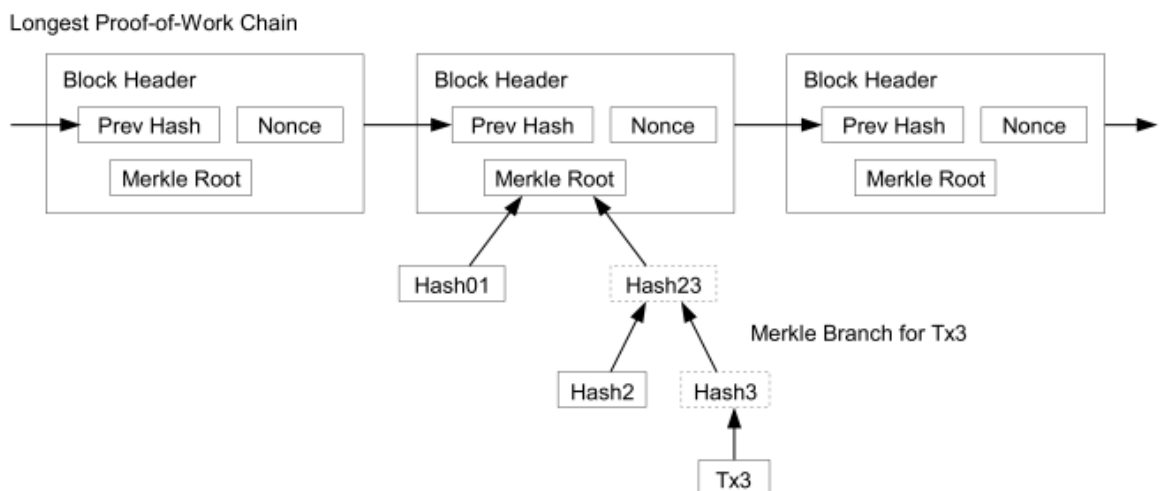 Longest Proof-of-Work Chain
Block Header Block Header Block Header
Prev Hash Nonce Prev Hash Nonce Prev Hash Nonce
Merkle Root Merkle Root Merkle Root
Hash01 Hash23
Merkle Branch for Tx3
Hash2 Hash3
Tx3